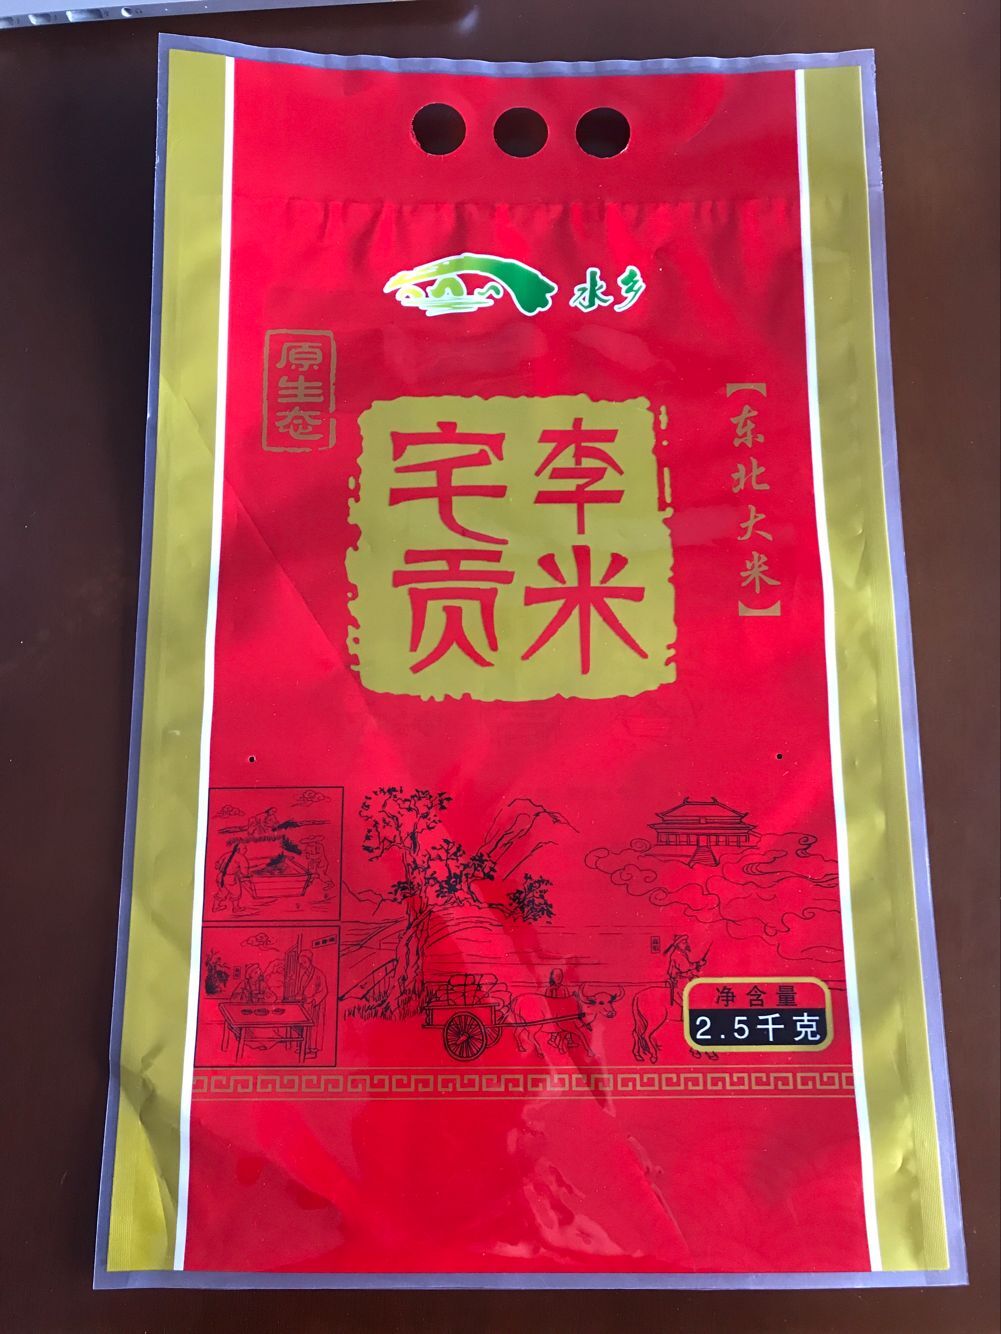 水乡
原生态
李宅
贡米
【东北大米】
净含量
2.5千克